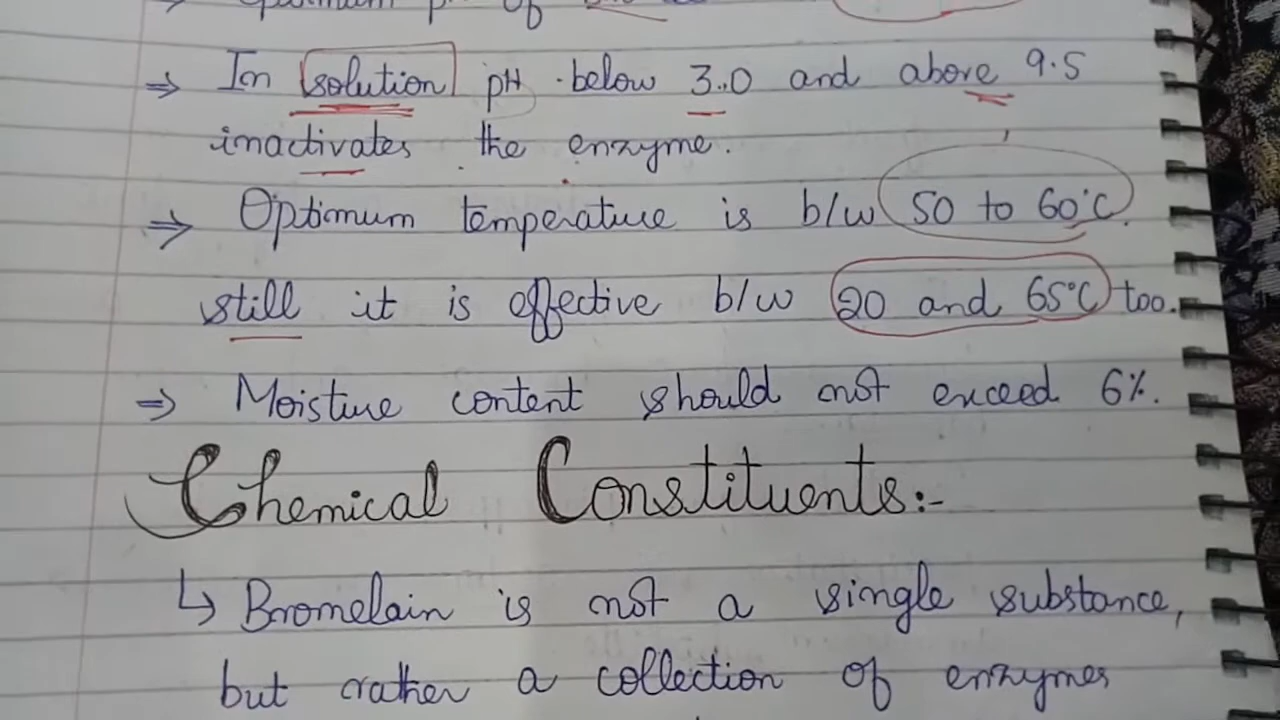 pH of
⇒ In solution pH below 3.0 and above 9.5
inactivates the enzyme.
⇒ Optimum temperature is b/w 50 to 60°C.
still it is effective b/w 20 and 65°C too.
⇒ Moisture content should not exceed 6%.
Chemical Constituents:-
↳ Bromelain is not a single substance,
but rather a collection of enzymes